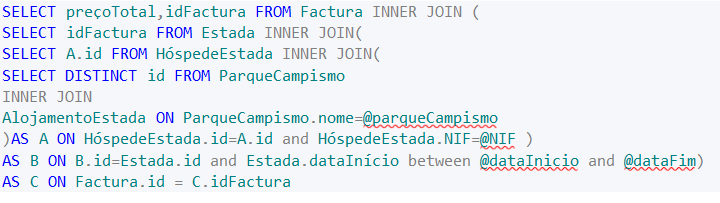 SELECT preçoTotal,idFactura FROM Factura INNER JOIN (
SELECT idFactura FROM Estada INNER JOIN(
SELECT A.id FROM HóspedeEstada INNER JOIN(
SELECT DISTINCT id FROM ParqueCampismo
INNER JOIN
AlojamentoEstada ON ParqueCampismo.nome=@parqueCampismo
)AS A ON HóspedeEstada.id=A.id and HóspedeEstada.NIF=@NIF )
AS B ON B.id=Estada.id and Estada.dataInício between @dataInicio and @dataFim)
AS C ON Factura.id = C.idFactura